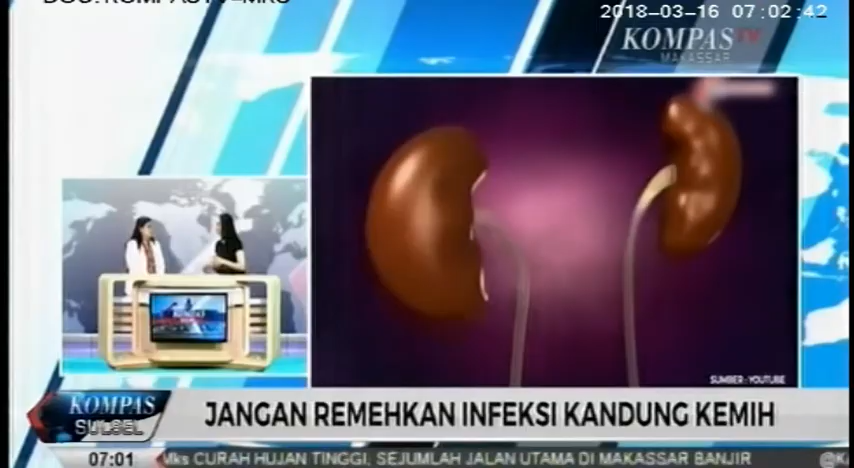 2018-03-16 07:02:42
KOMPAS TV
MAKASSAR
SUMBER : YOUTUBE
KOMPAS
SULSEL
JANGAN REMEHKAN INFEKSI KANDUNG KEMIH
07:01
Mks CURAH HUJAN TINGGI, SEJUMLAH JALAN UTAMA DI MAKASSAR BANJIR